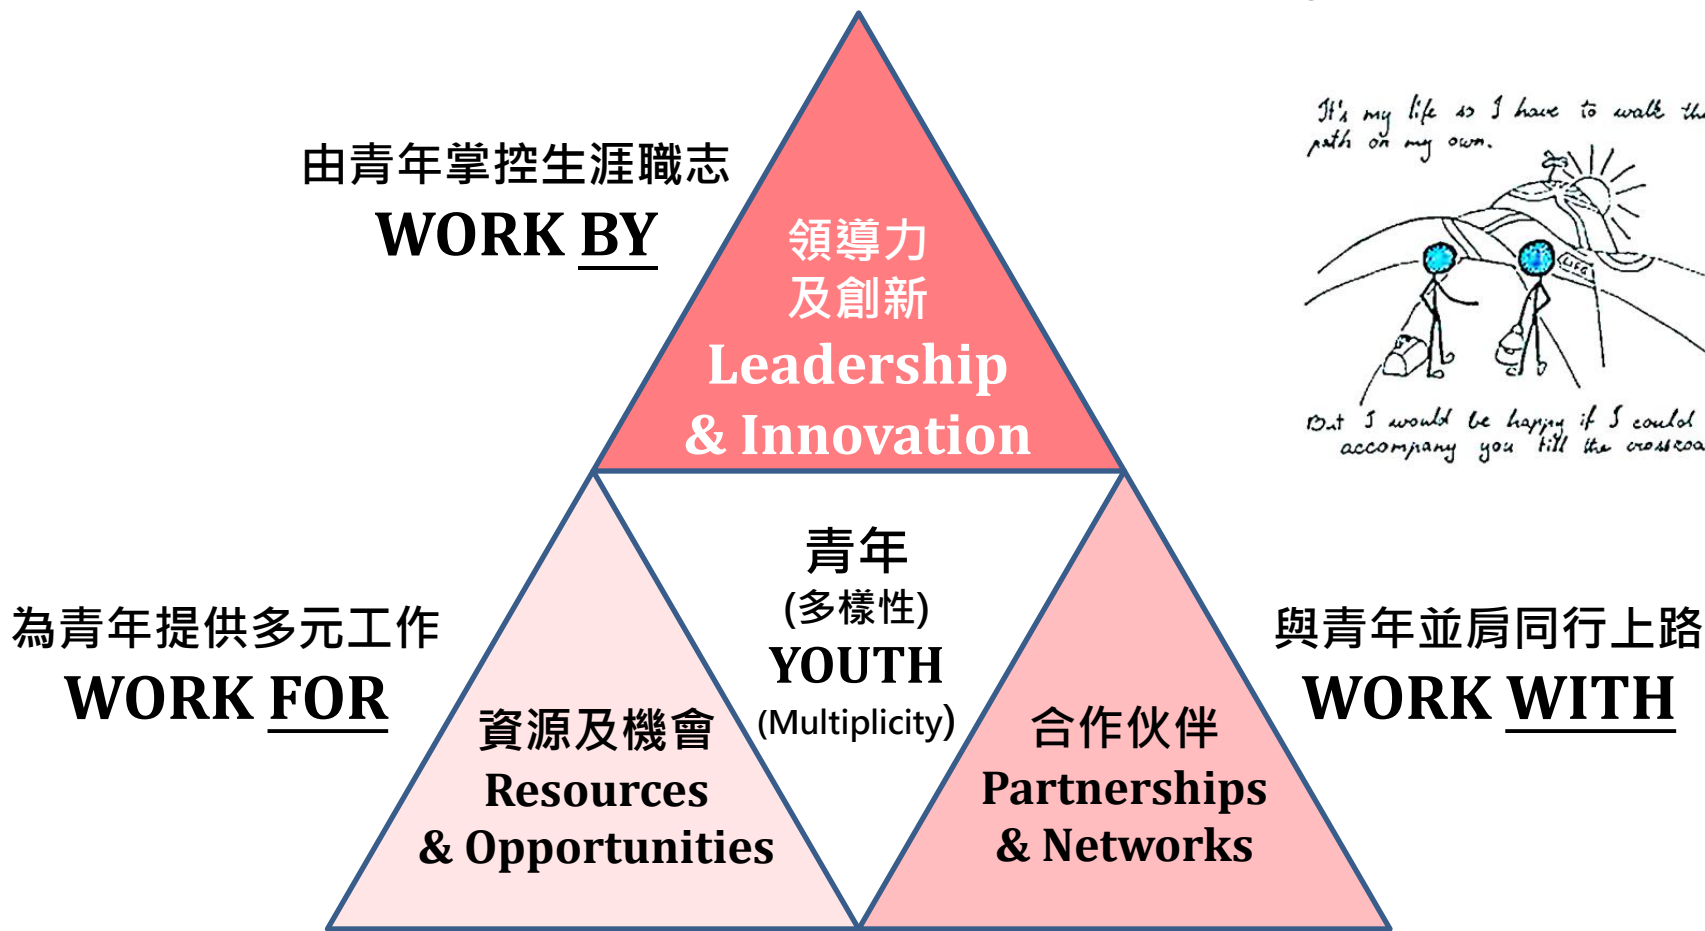 It's my life so I have to walk the
path on my own.
LIFE
But I would be happy if I could
accompany you till the
由青年掌控生涯職志
WORK BY
領導力
及創新
Leadership
& Innovation
青年
(多樣性)
YOUTH
(Multiplicity)
為青年提供多元工作
WORK FOR
資源及機會
Resources
& Opportunities
合作伙伴
Partnerships
& Networks
與青年並肩同行上路
WORK WITH